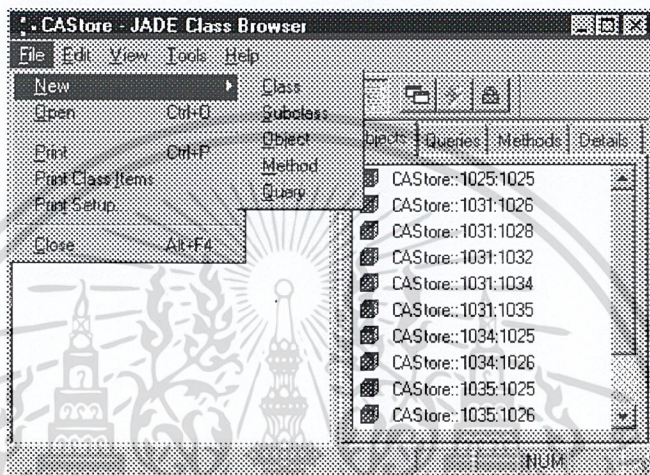 CAStore - JADE Class Browser
File Edit View Tools Help
New
Open Ctrl+O
Print Ctrl+P
Print Class Items
Print Setup...
Close Alt+F4
Class
Subclass
Object
Method
Query
Objects Queries Methods Details
CAStore::1025:1025
CAStore::1031:1026
CAStore::1031:1028
CAStore::1031:1032
CAStore::1031:1034
CAStore::1031:1035
CAStore::1034:1025
CAStore::1034:1026
CAStore::1035:1025
CAStore::1035:1026
NUM